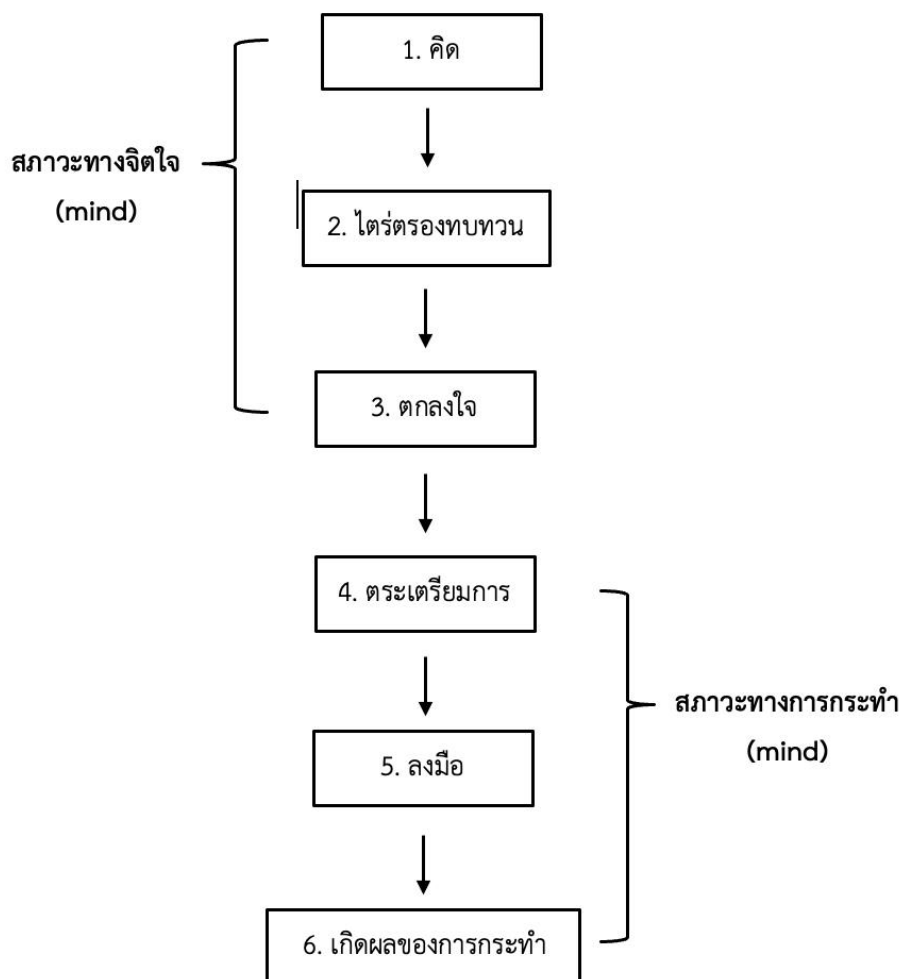 1. คิด
สภาวะทางจิตใจ
(mind)
2. ไตร่ตรองทบทวน
3. ตกลงใจ
4. ตระเตรียมการ
สภาวะทางการกระทำ
(mind)
5. ลงมือ
6. เกิดผลของการกระทำ